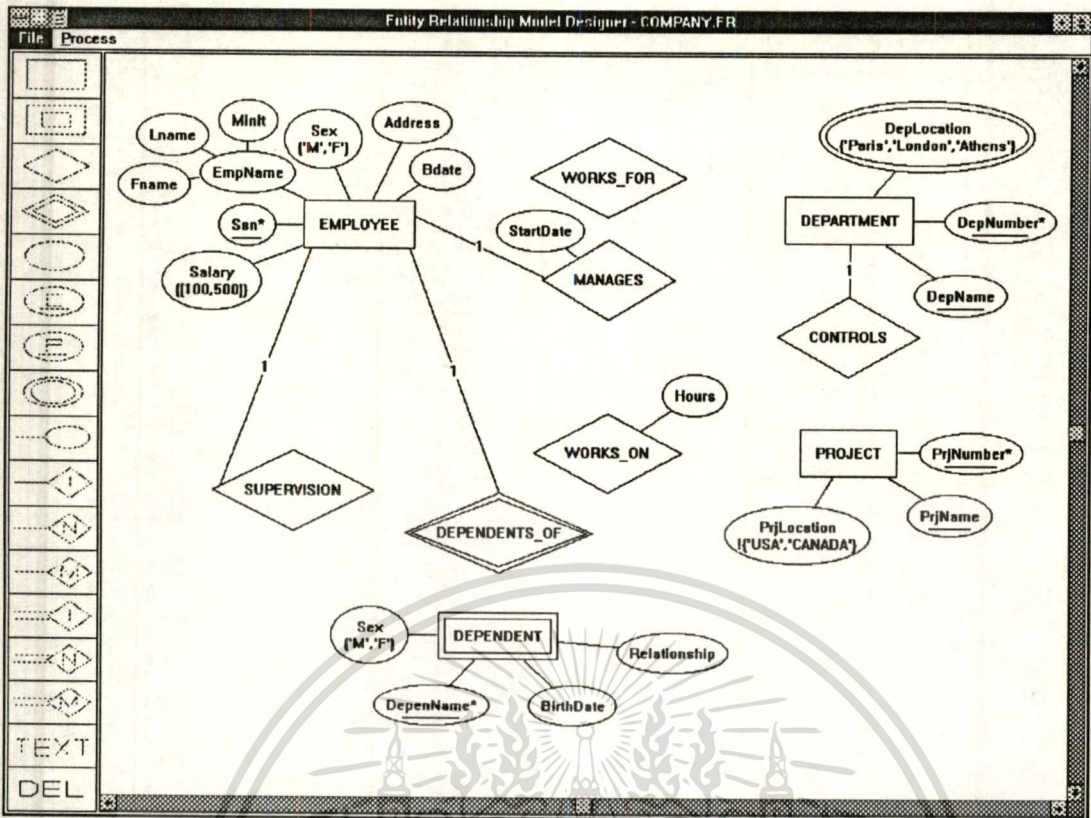 Entity Relationship Model Designer - COMPANY.ER
File Process
Lname
MInIt
Sex
{'M','F'}
Address
Fname
EmpName
Bdate
Ssn*
EMPLOYEE
Salary
{[100,500]}
WORKS_FOR
StartDate
1
MANAGES
DepLocation
{'Paris','London','Athens'}
DEPARTMENT
DepNumber*
1
DepName
CONTROLS
1
1
SUPERVISION
DEPENDENTS_OF
Hours
WORKS_ON
PROJECT
PrjNumber*
PrjLocation
!{"USA","CANADA"}
PrjName
Sex
{'M','F'}
DEPENDENT
Relationship
DepenName*
BirthDate
E
P
1
N
M
1
N
M
TEXT
DEL